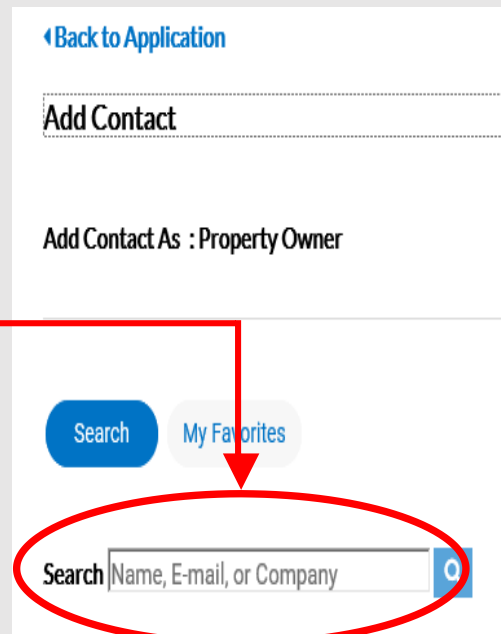 Back to Application
Add Contact
Add Contact As : Property Owner
Search My Favorites
Search Name, E-mail, or Company